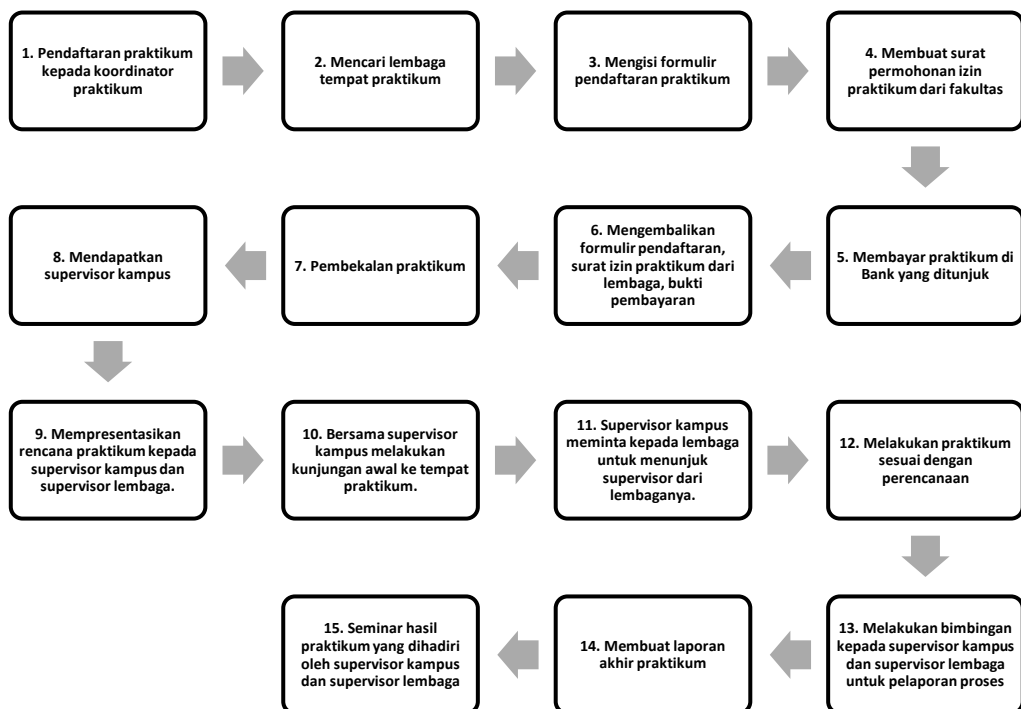 1. Pendaftaran praktikum
kepada koordinator
praktikum
2. Mencari lembaga
tempat praktikum
3. Mengisi formulir
pendaftaran praktikum
4. Membuat surat
permohonan izin
praktikum dari fakultas
5. Membayar praktikum di
Bank yang ditunjuk
6. Mengembalikan
formulir pendaftaran,
surat izin praktikum dari
lembaga, bukti
pembayaran
7. Pembekalan praktikum
8. Mendapatkan
supervisor kampus
9. Mempresentasikan
rencana praktikum kepada
supervisor kampus dan
supervisor lembaga.
10. Bersama supervisor
kampus melakukan
kunjungan awal ke tempat
praktikum.
11. Supervisor kampus
meminta kepada lembaga
untuk menunjuk
supervisor dari
lembaganya.
12. Melakukan praktikum
sesuai dengan
perencanaan
13. Melakukan bimbingan
kepada supervisor kampus
dan supervisor lembaga
untuk pelaporan proses
14. Membuat laporan
akhir praktikum
15. Seminar hasil
praktikum yang dihadiri
oleh supervisor kampus
dan supervisor lembaga